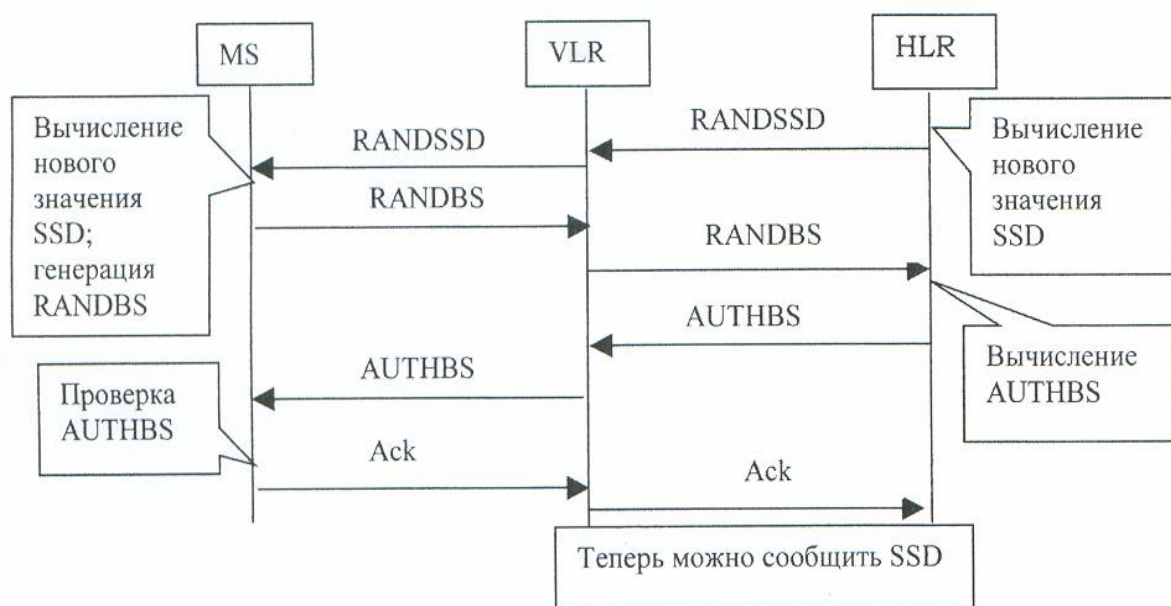 MS
VLR
HLR
Вычисление
нового
значения
SSD;
генерация
RANDBS
RANDSSD
RANDSSD
Вычисление
нового
значения
SSD
RANDBS
RANDBS
AUTHBS
AUTHBS
Вычисление
AUTHBS
Проверка
AUTHBS
Ack
Ack
Теперь можно сообщить SSD